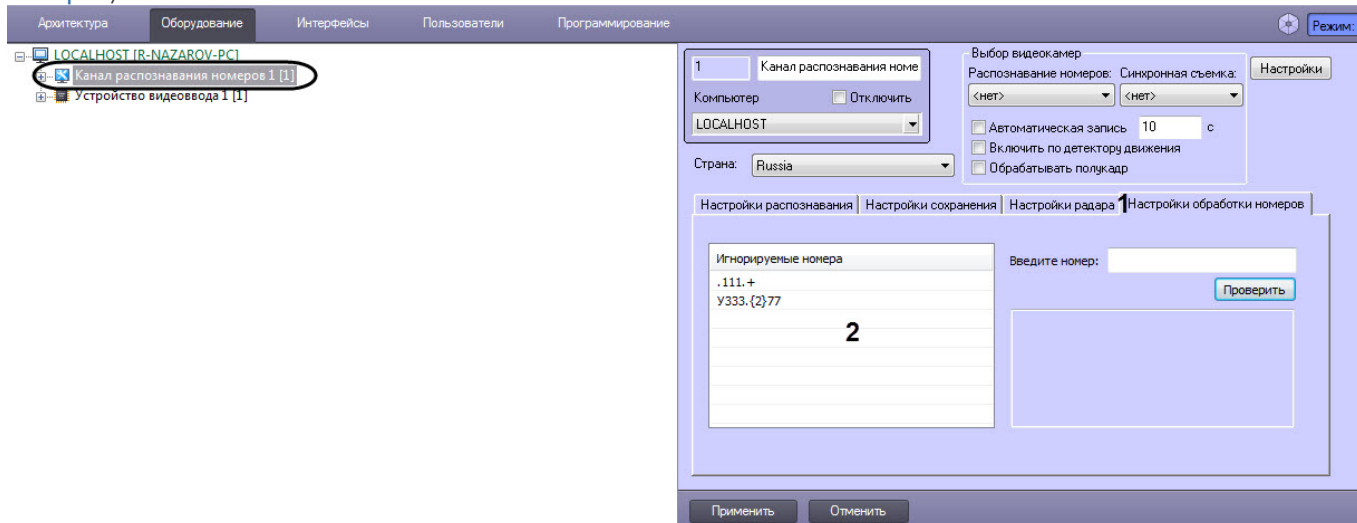 Архитектура Оборудование Интерфейсы Пользователи Программирование Режим:
LOCALHOST [R-NAZAROV-PC]
Канал распознавания номеров 1 [1]
Устройство видеоввода 1 [1]
1 Канал распознавания номе
Компьютер Отключить
LOCALHOST
Страна: Russia
Выбор видеокамер
Распознавание номеров: Синхронная съемка:
<нет> <нет>
Настройки
Автоматическая запись 10 с
Включить по детектору движения
Обрабатывать полукадр
Настройки распознавания Настройки сохранения Настройки радара 1 Настройки обработки номеров
Игнорируемые номера
.111.+
У333.{2}77
2
Введите номер:
Проверить
Применить Отменить